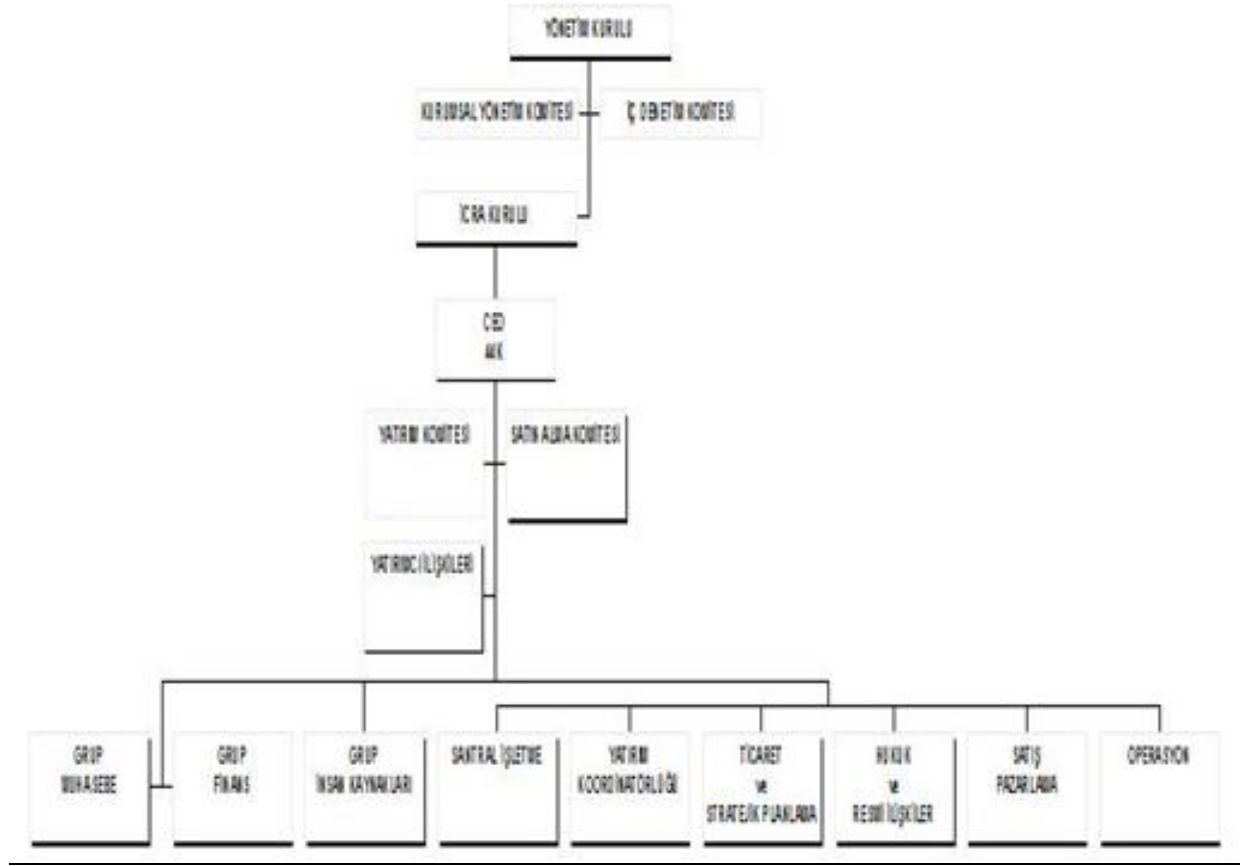 YÖNETİM KURULU
KURUMSAL YÖNETİM KOMİTESİ
İÇ DENETİM KOMİTESİ
İCRA KURULU
CEO
YATIRIM KOMİTESİ
SATIN ALMA KOMİTESİ
YATIRIMCI İLİŞKİLERİ
GRUP
MUHASEBE
GRUP
FİNANS
GRUP
İNSAN KAYNAKLARI
SANTRAL İŞLETME
YATIRIM
KOORDİNATÖRLÜĞÜ
TİCARET
ve
STRATEJİK PLANLAMA
HUKUK
ve
RESMİ İLİŞKİLER
SATIŞ
PAZARLAMA
OPERASYON